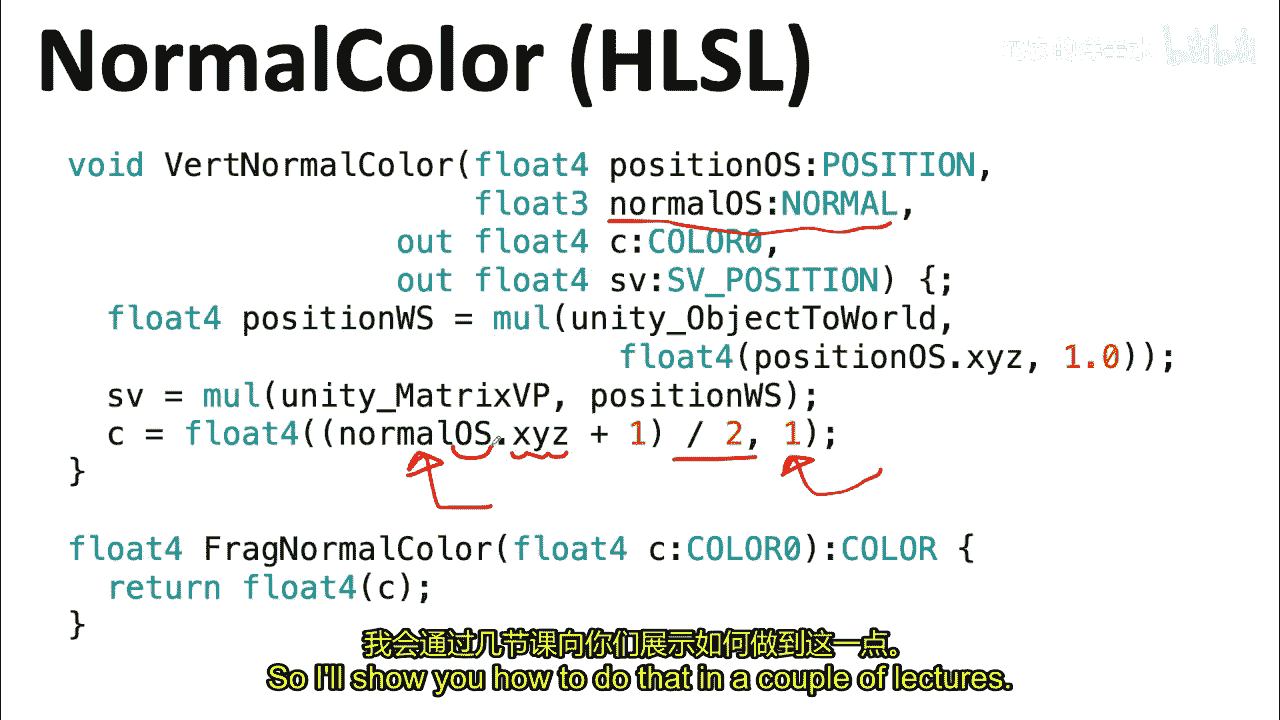 NormalColor (HLSL)
bilibili
void VertNormalColor(float4 positionOS:POSITION,
float3 normalOS:NORMAL,
out float4 c:COLOR0,
out float4 sv:SV_POSITION) {;
float4 positionWS = mul(unity_ObjectToWorld,
float4(positionOS.xyz, 1.0));
sv = mul(unity_MatrixVP, positionWS);
c = float4((normalOS.xyz + 1) / 2, 1);
}
float4 FragNormalColor(float4 c:COLOR0):COLOR {
return float4(c);
}
我会通过几节课向你们展示如何做到这一点。
So I'll show you how to do that in a couple of lectures.